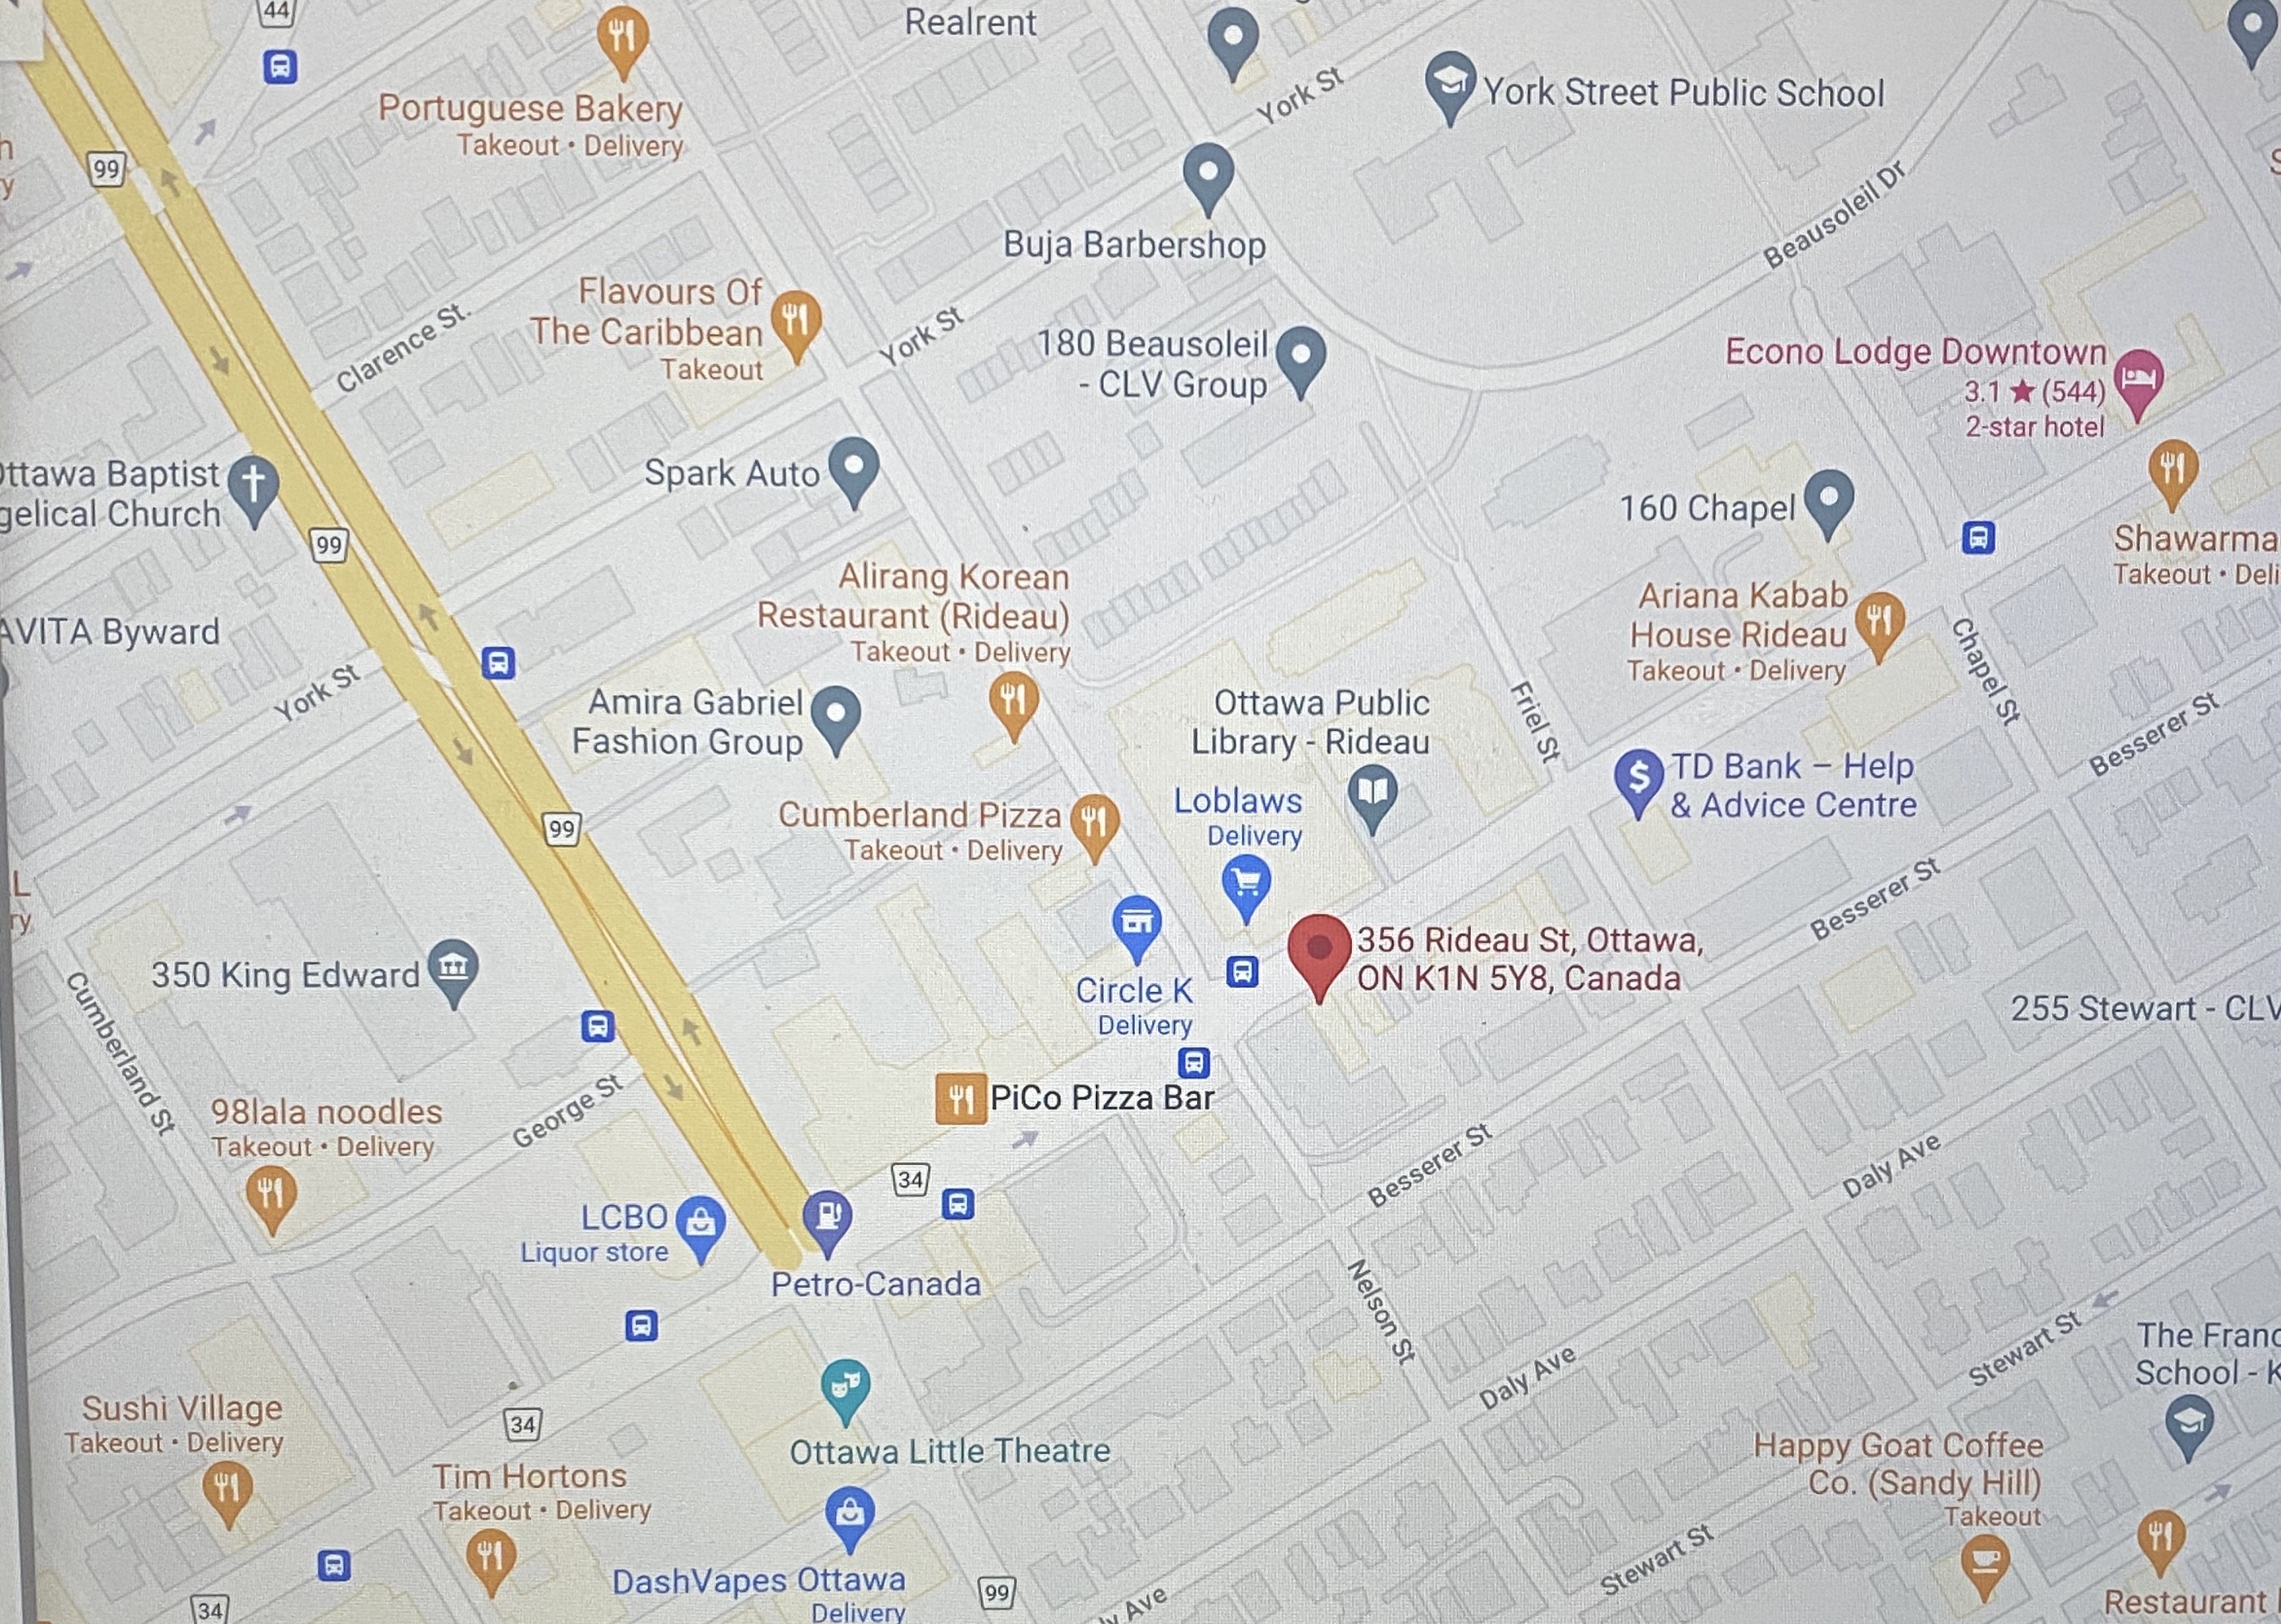 44
Realrent
York St
York Street Public School
Portuguese Bakery
Takeout • Delivery
99
Buja Barbershop
Beausoleil Dr
Flavours Of
The Caribbean
Takeout
Clarence St.
York St
180 Beausoleil
- CLV Group
Econo Lodge Downtown
3.1 ★ (544)
2-star hotel
Ottawa Baptist
gelical Church
Spark Auto
160 Chapel
99
Shawarma
Takeout • Deli
Alirang Korean
Restaurant (Rideau)
Takeout • Delivery
Ariana Kabab
House Rideau
Takeout • Delivery
AVITA Byward
York St
Chapel St
Friel St
Besserer St
Amira Gabriel
Fashion Group
Ottawa Public
Library - Rideau
TD Bank – Help
& Advice Centre
99
Cumberland Pizza
Takeout • Delivery
Loblaws
Delivery
Besserer St
356 Rideau St, Ottawa,
ON K1N 5Y8, Canada
350 King Edward
Circle K
Delivery
255 Stewart - CLV
Cumberland St
George St
PiCo Pizza Bar
98lala noodles
Takeout • Delivery
34
Besserer St
Daly Ave
LCBO
Liquor store
Petro-Canada
Nelson St
Stewart St
The Franc
School - K
Daly Ave
Sushi Village
Takeout • Delivery
34
Ottawa Little Theatre
Tim Hortons
Takeout • Delivery
Happy Goat Coffee
Co. (Sandy Hill)
Takeout
DashVapes Ottawa
Delivery
99
Stewart St
34
ly Ave
Restaurant